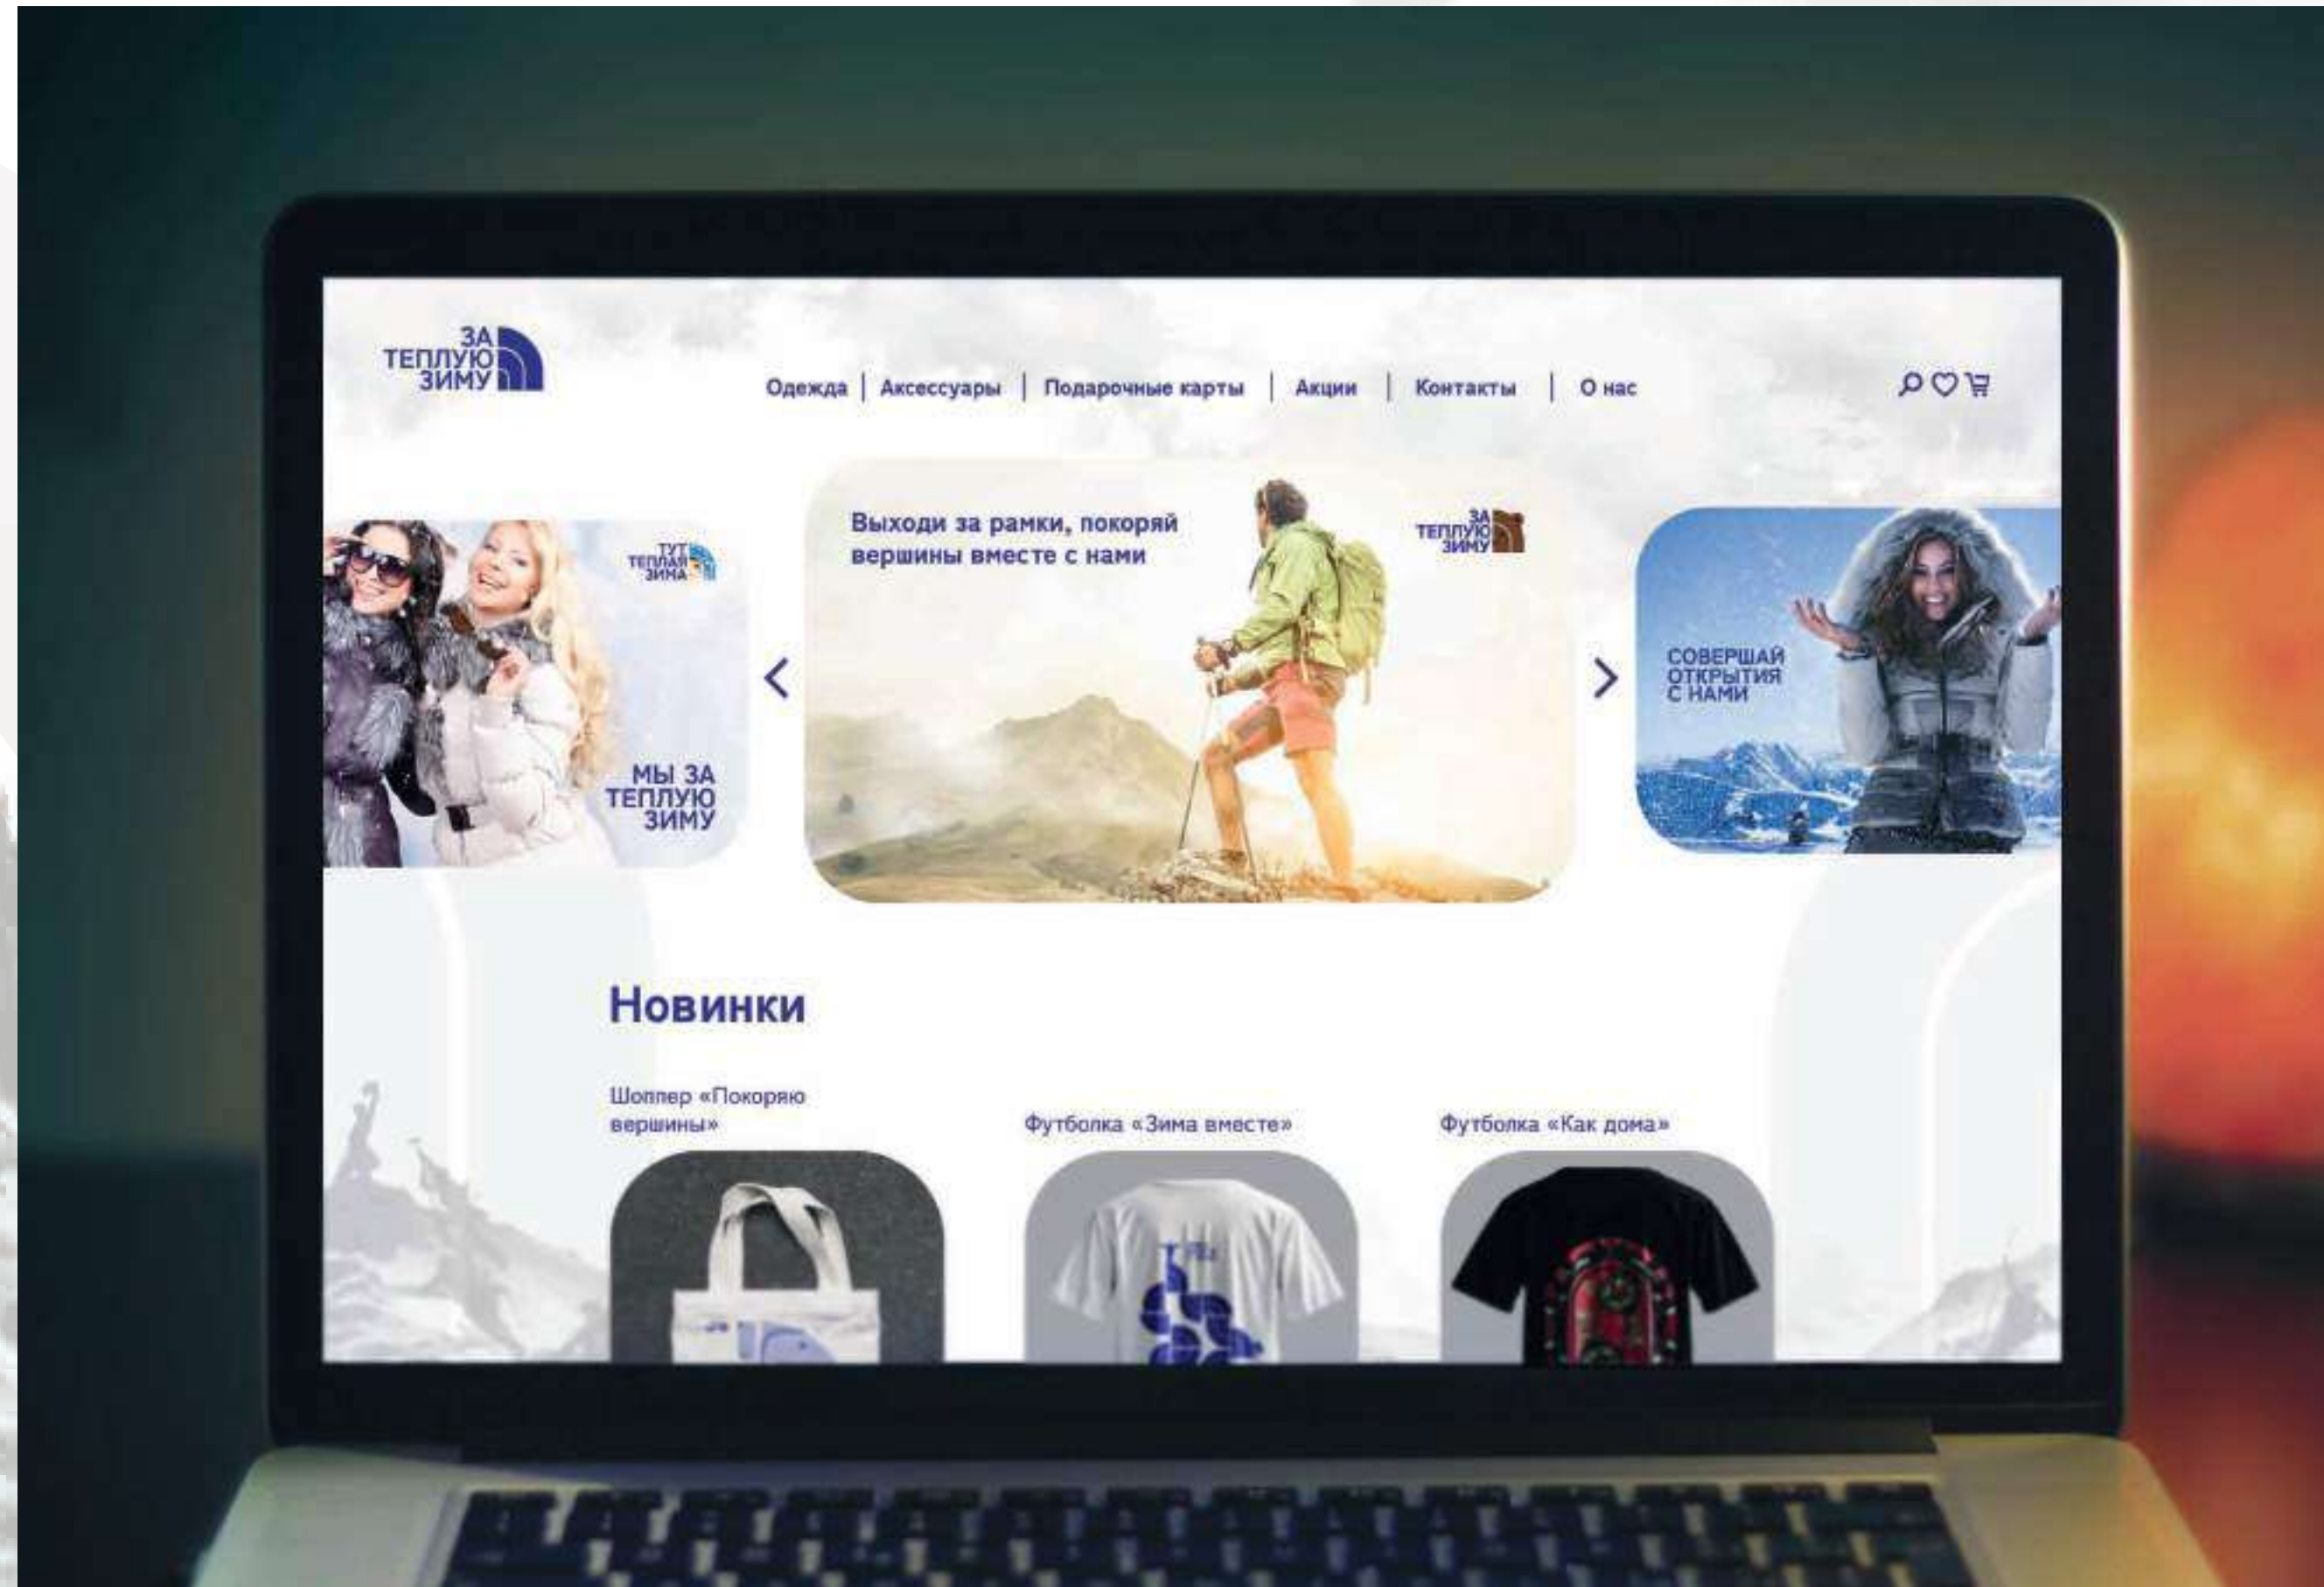 ЗА
ТЕПЛУЮ
ЗИМУ
Одежда | Аксессуары | Подарочные карты | Акции | Контакты | О нас
ТУТ
ТЕПЛАЯ
ЗИМА
МЫ ЗА
ТЕПЛУЮ
ЗИМУ
Выходи за рамки, покоряй
вершины вместе с нами
ЗА
ТЕПЛУЮ
ЗИМУ
СОВЕРШАЙ
ОТКРЫТИЯ
С НАМИ
Новинки
Шоппер «Покоряю
вершины»
Футболка «Зима вместе»
Футболка «Как дома»